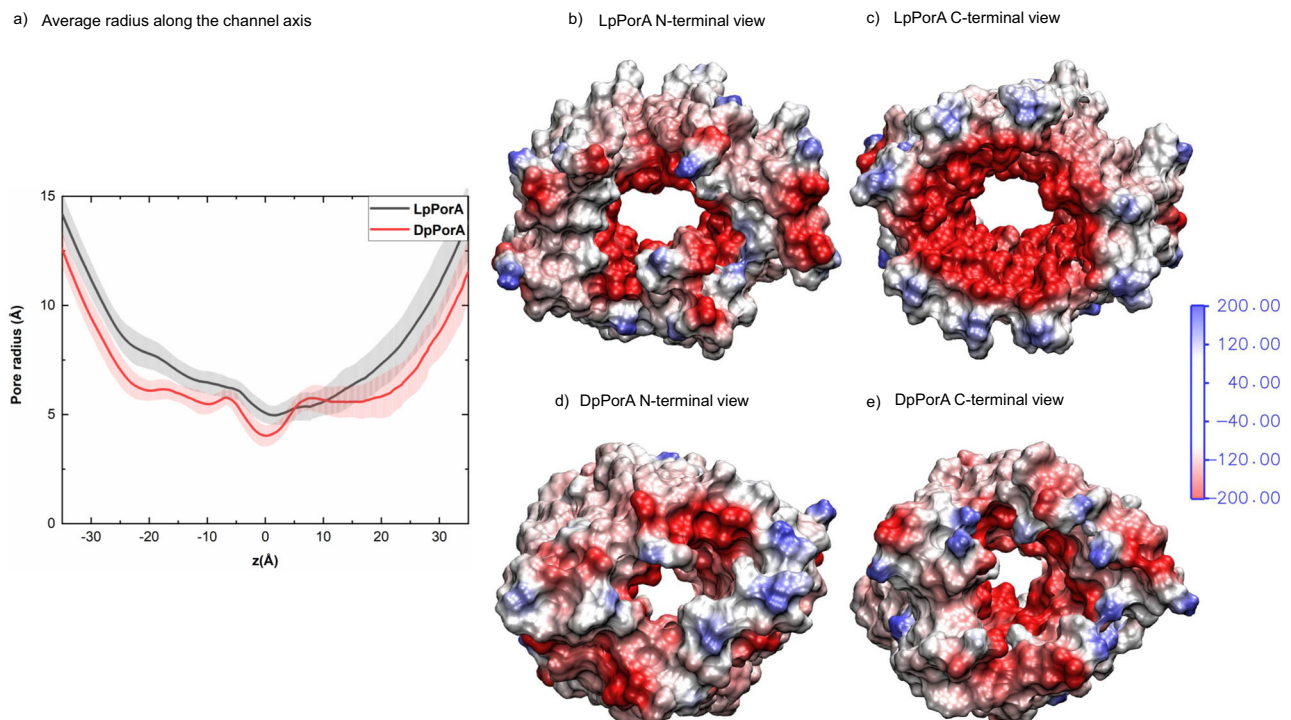 a) Average radius along the channel axis
b) LpPorA N-terminal view
c) LpPorA C-terminal view
15
10
5
0
Pore radius (Å)
LpPorA
DpPorA
-30 -20 -10 0 10 20 30
z(Å)
d) DpPorA N-terminal view
e) DpPorA C-terminal view
200.00
120.00
40.00
-40.00
-120.00
-200.00